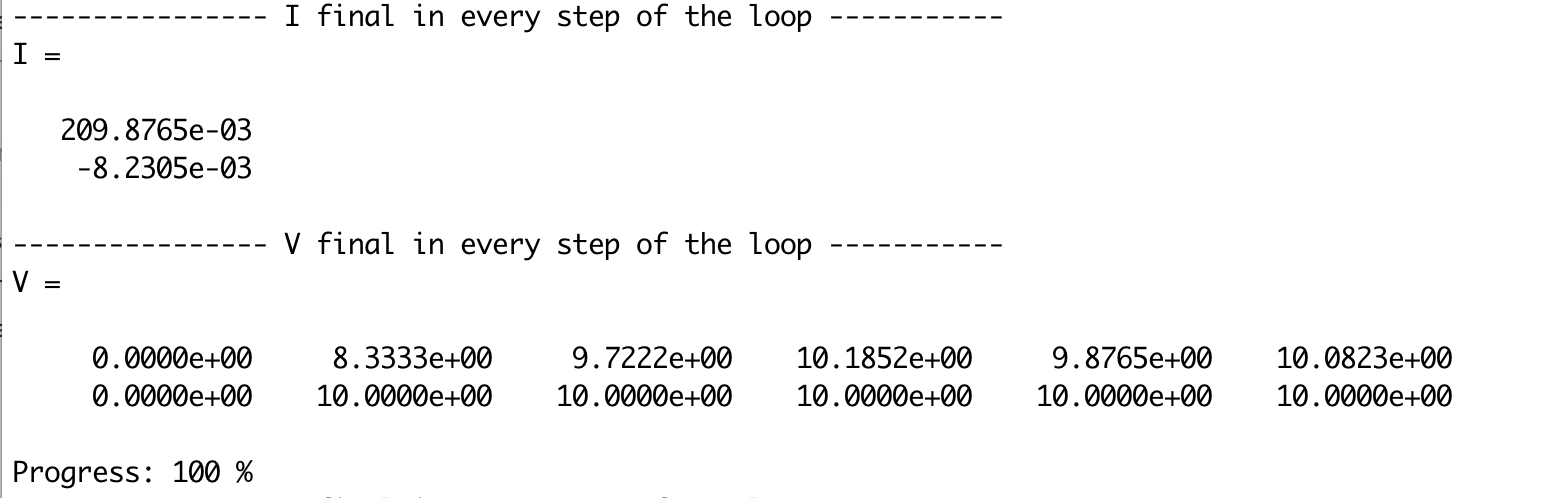 ---------------- I final in every step of the loop -----------
I =
209.8765e-03
-8.2305e-03
---------------- V final in every step of the loop -----------
V =
0.0000e+00 8.3333e+00 9.7222e+00 10.1852e+00 9.8765e+00 10.0823e+00
0.0000e+00 10.0000e+00 10.0000e+00 10.0000e+00 10.0000e+00 10.0000e+00
Progress: 100 %